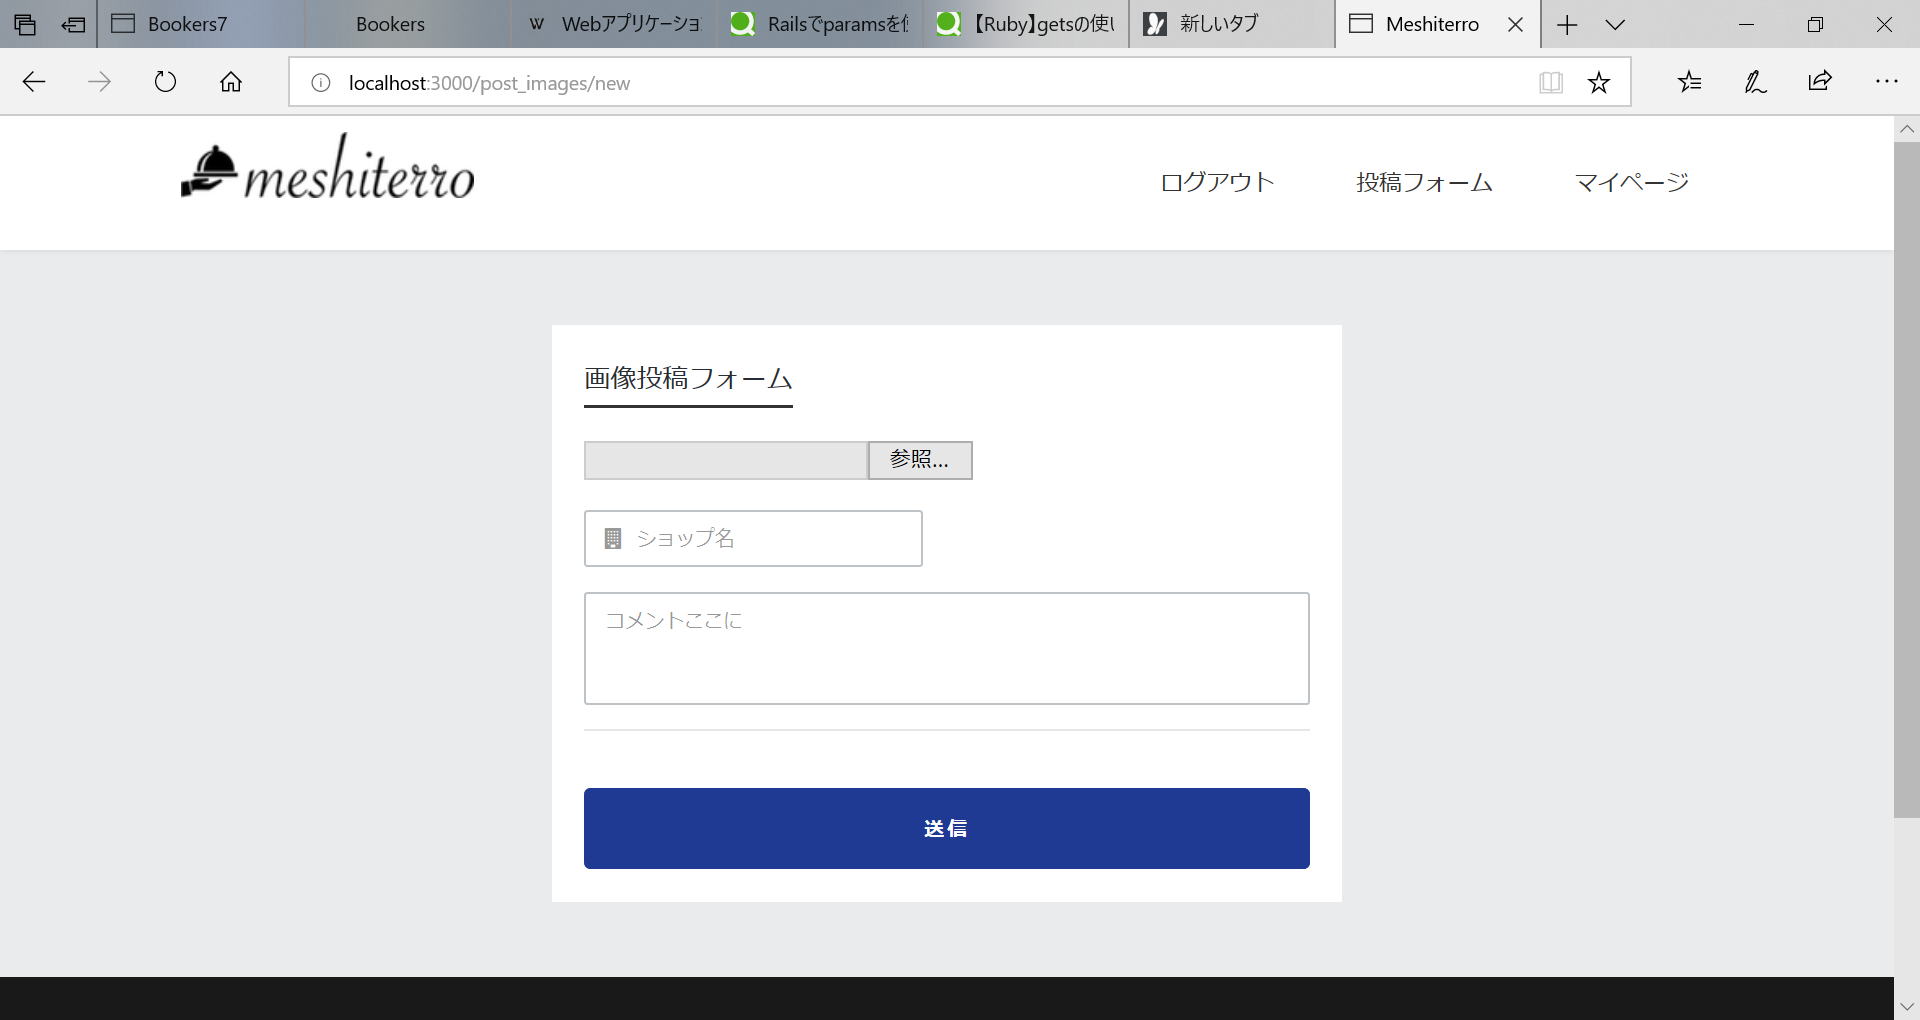 Bookers7
Bookers
W Webアプリケーショ
Railsでparamsを
【Ruby】getsの使い
新しいタブ
Meshiterro
localhost:3000/post_images/new
meshiterro
ログアウト
投稿フォーム
マイページ
画像投稿フォーム
参照...
ショップ名
コメントここに
送信